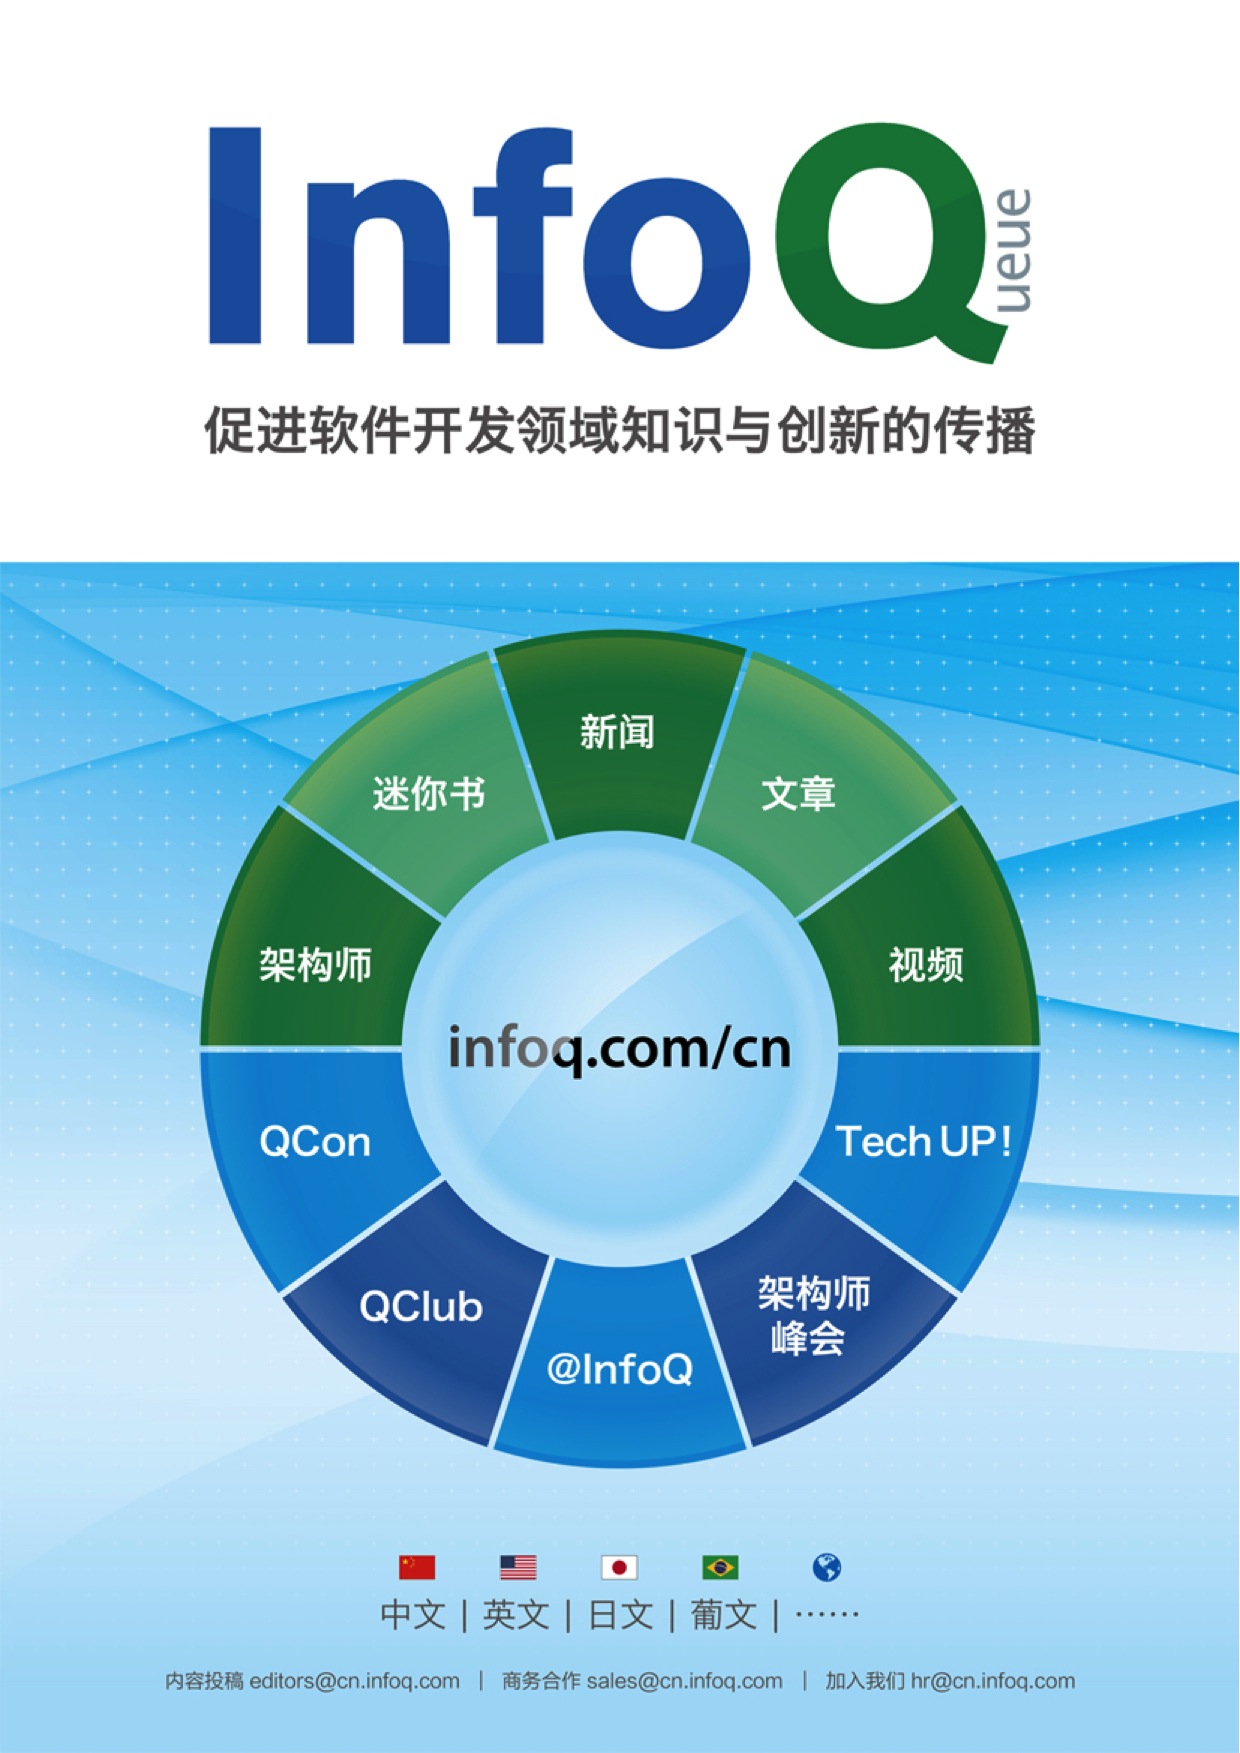 InfoQueue
促进软件开发领域知识与创新的传播
新闻
迷你书
文章
架构师
视频
infoq.com/cn
QCon
Tech UP!
QClub
架构师
峰会
@InfoQ
中文 | 英文 | 日文 | 葡文 | ……
内容投稿 editors@cn.infoq.com | 商务合作 sales@cn.infoq.com | 加入我们 hr@cn.infoq.com